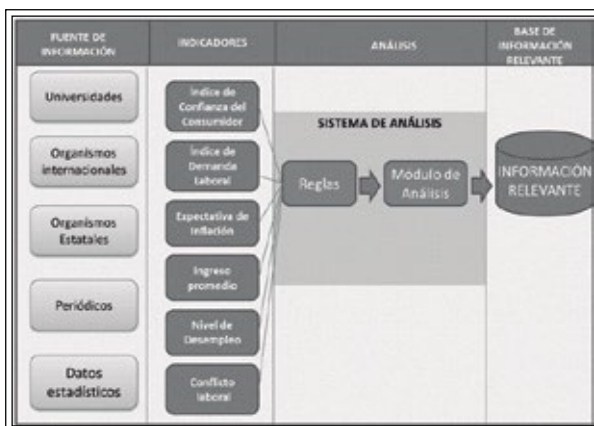 FUENTE DE
INFORMACIÓN
INDICADORES
ANÁLISIS
BASE DE
INFORMACIÓN
RELEVANTE
Universidades
Organismos
internacionales
Organismos
Estatales
Periódicos
Datos
estadísticos
Índice de
Confianza del
Consumidor
Índice de
Demanda
Laboral
Expectativa de
Inflación
Ingreso
promedio
Nivel de
Desempleo
Conflicto
laboral
SISTEMA DE ANÁLISIS
Reglas
Módulo de
Análisis
INFORMACIÓN
RELEVANTE